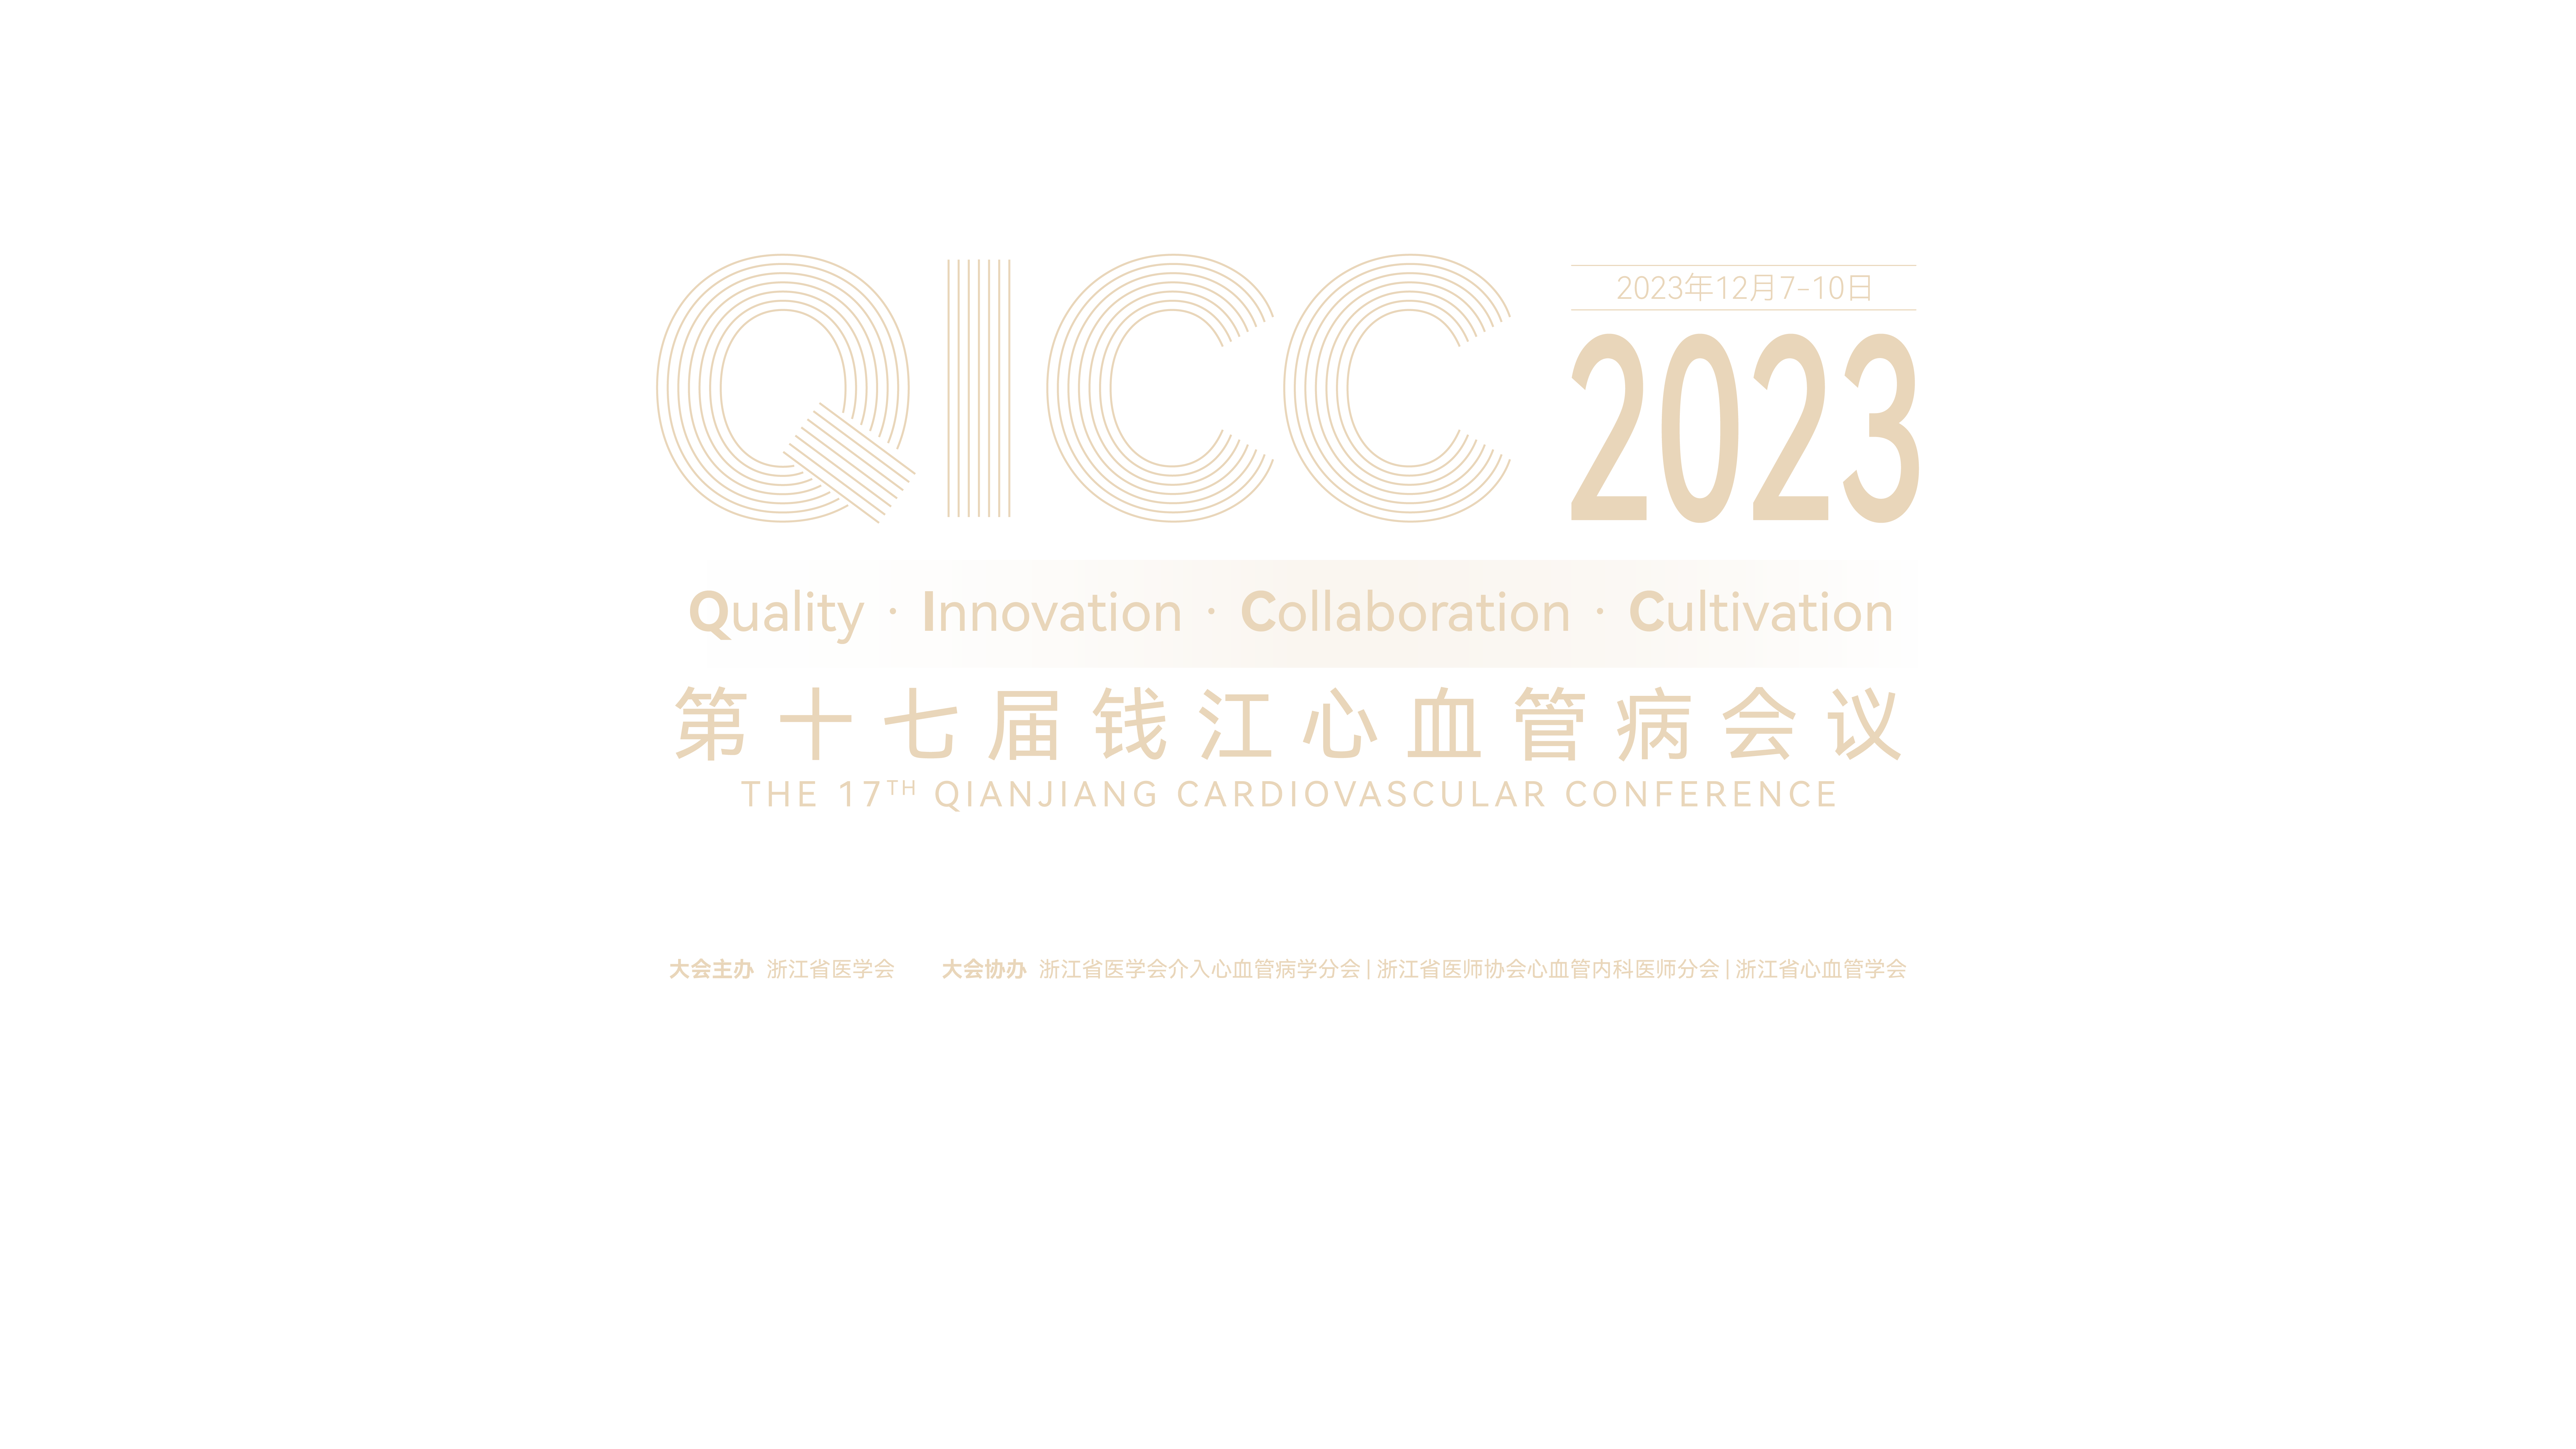 QICC
2023年12月7-10日
2023
Quality · Innovation · Collaboration · Cultivation
第十七届钱江心血管病会议
THE 17TH QIANJIANG CARDIOVASCULAR CONFERENCE
大会主办 浙江省医学会 大会协办 浙江省医学会介入心血管病学分会 | 浙江省医师协会心血管内科医师分会 | 浙江省心血管学会